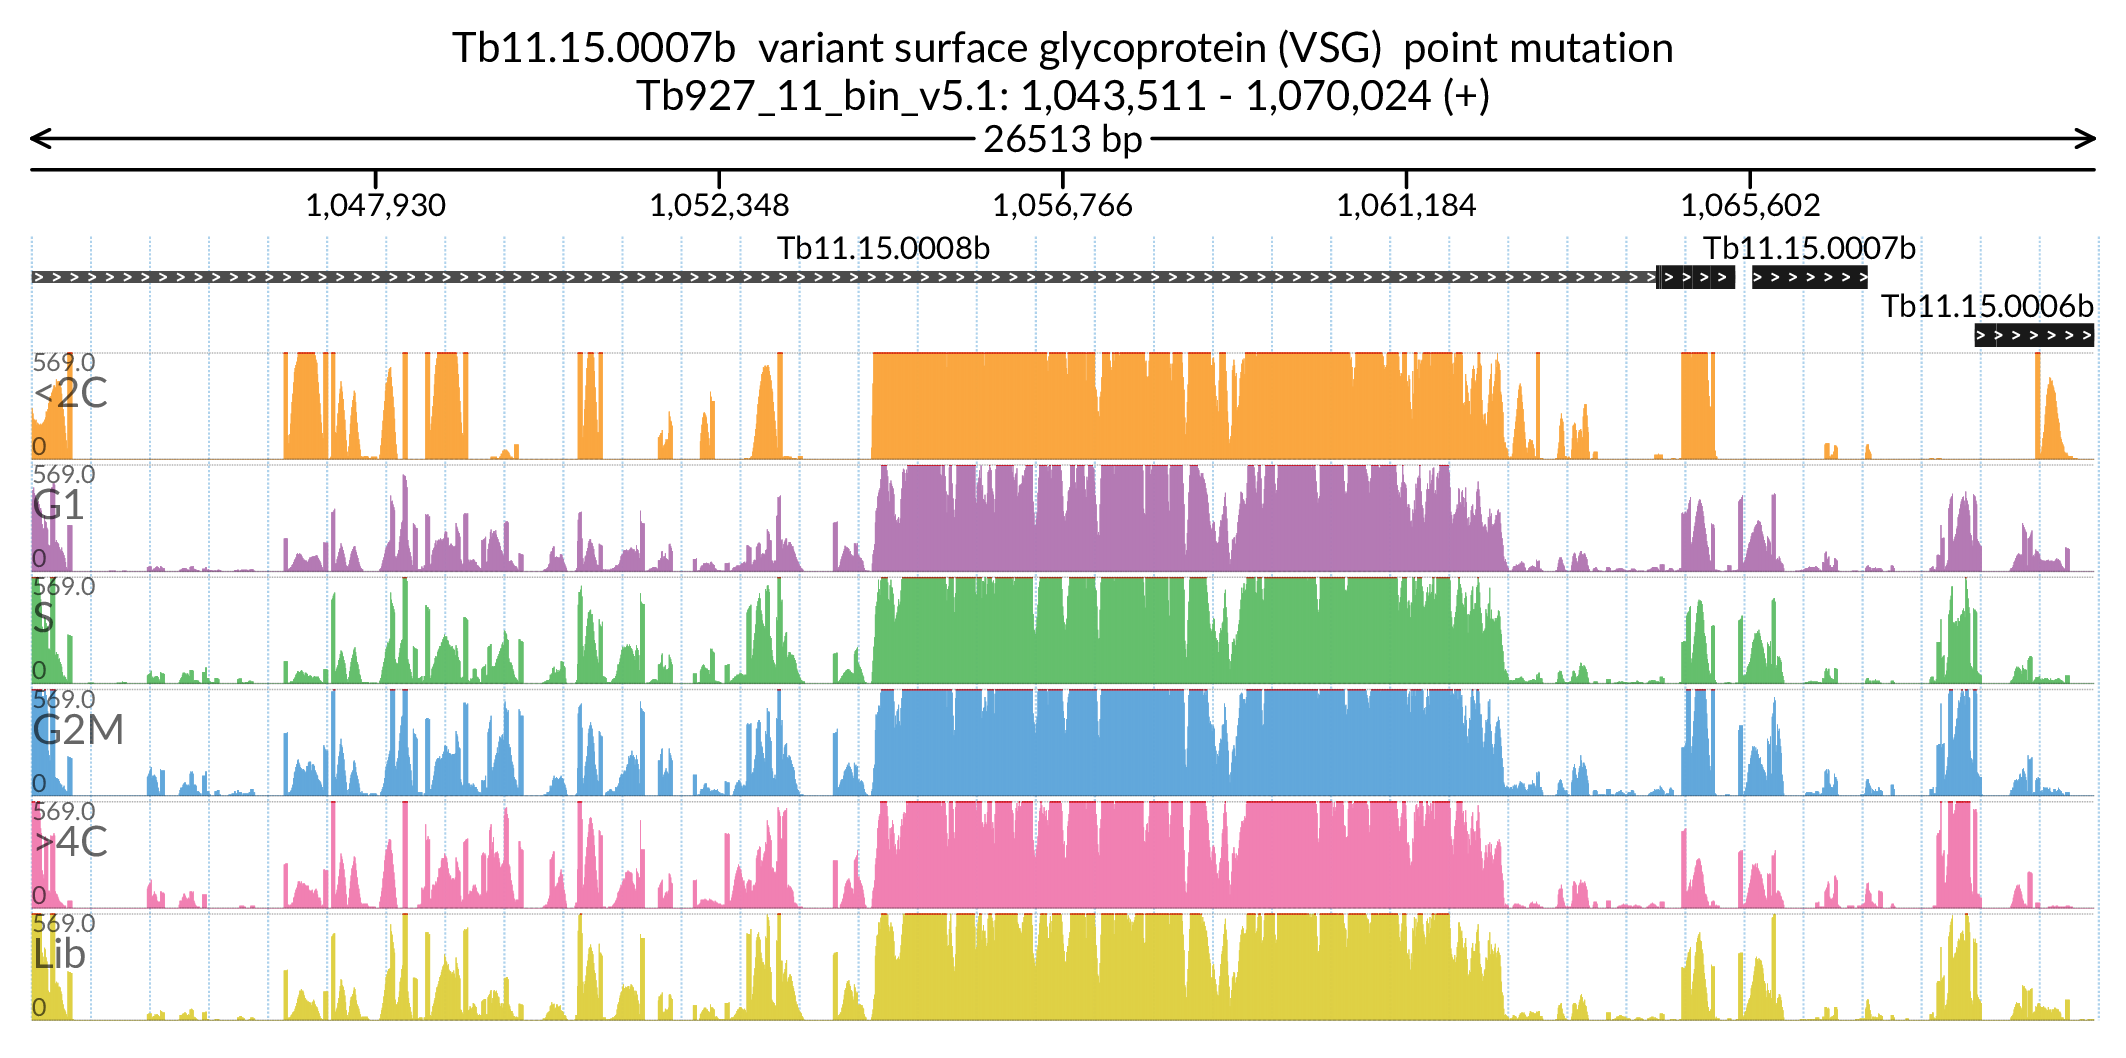 Tb11.15.0007b  variant surface glycoprotein (VSG)  point mutation
Tb927_11_bin_v5.1: 1,043,511 - 1,070,024 (+)
26513 bp
1,047,930 1,052,348 1,056,766 1,061,184 1,065,602
Tb11.15.0008b Tb11.15.0007b
Tb11.15.0006b
569.0
<2C
0
569.0
G1
0
569.0
S
0
569.0
G2M
0
569.0
>4C
0
569.0
Lib
0